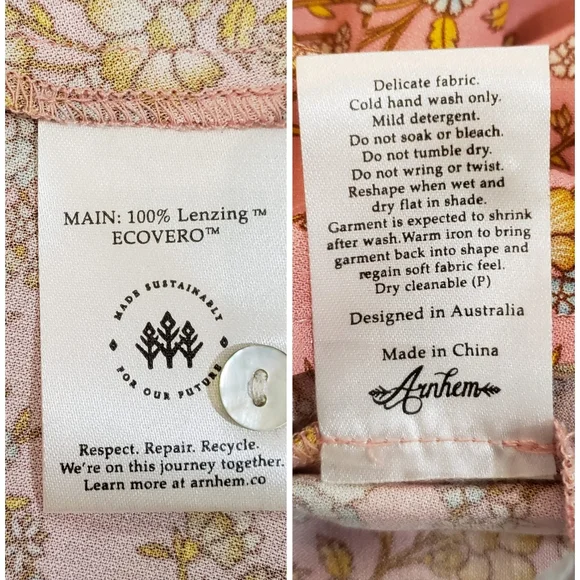 MAIN: 100% Lenzing™
ECOVERO™
MADE SUSTAINABLY
FOR OUR FUTURE
Respect. Repair. Recycle.
We're on this journey together.
Learn more at arnhem.co
Delicate fabric.
Cold hand wash only.
Mild detergent.
Do not soak or bleach.
Do not tumble dry.
Do not wring or twist.
Reshape when wet and
dry flat in shade.
Garment is expected to shrink
after wash.Warm iron to bring
garment back into shape and
regain soft fabric feel.
Dry cleanable (P)
Designed in Australia
Made in China
Arnhem